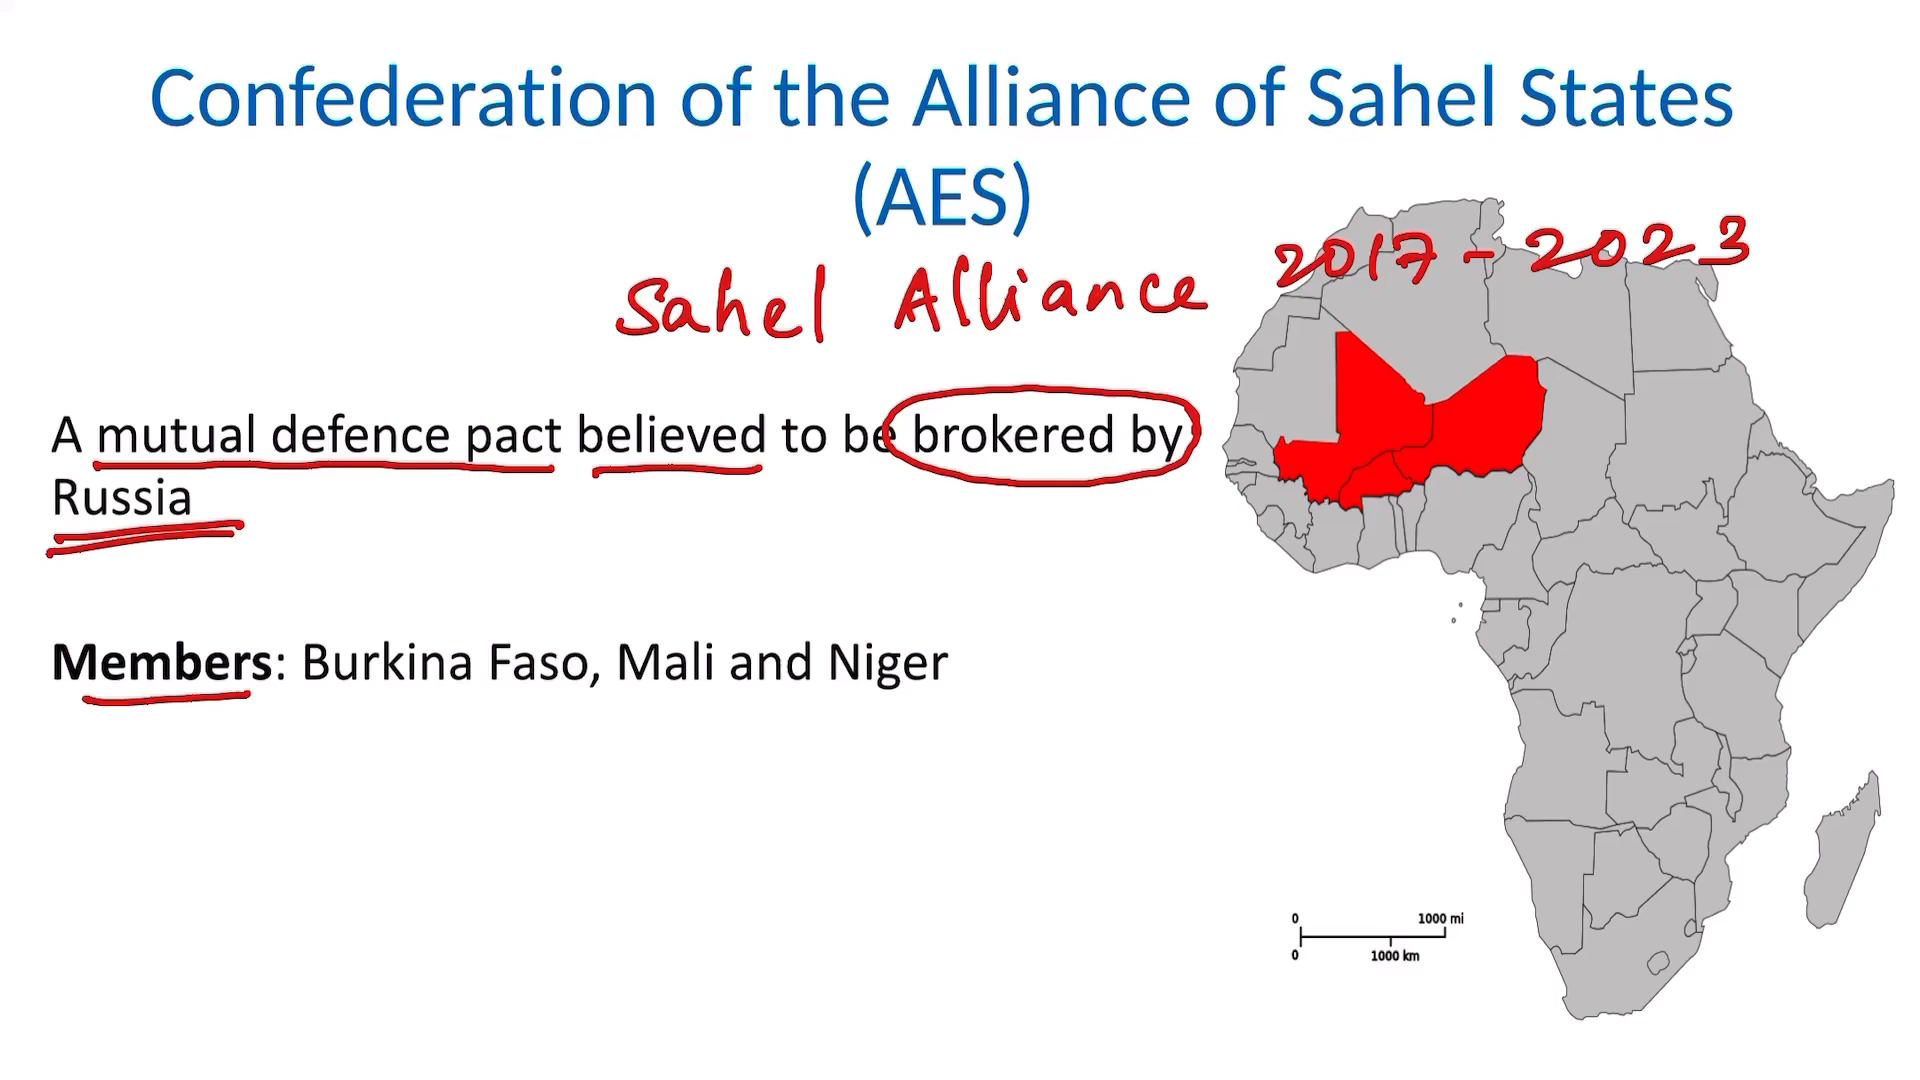 Confederation of the Alliance of Sahel States
(AES)
Sahel Alliance 2017-2023
A mutual defence pact believed to be brokered by
Russia
Members: Burkina Faso, Mali and Niger
0 1000 mi
0 1000 km